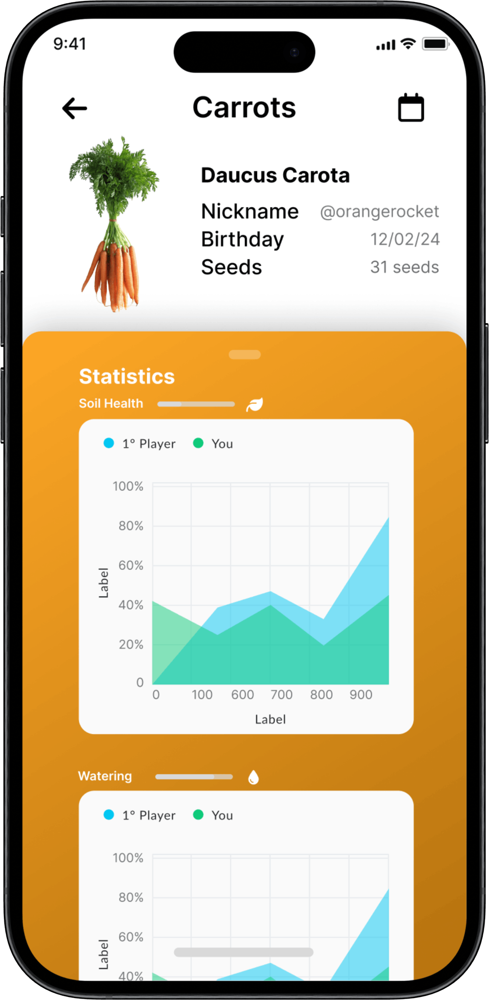 9:41
Carrots
Daucus Carota
Nickname @orangerocket
Birthday 12/02/24
Seeds 31 seeds
Statistics
Soil Health
1° Player You
100%
80%
60%
40%
20%
0
Label
0 100 600 700 800 900
Label
Watering
1° Player You
100%
80%
60%
40%
Label